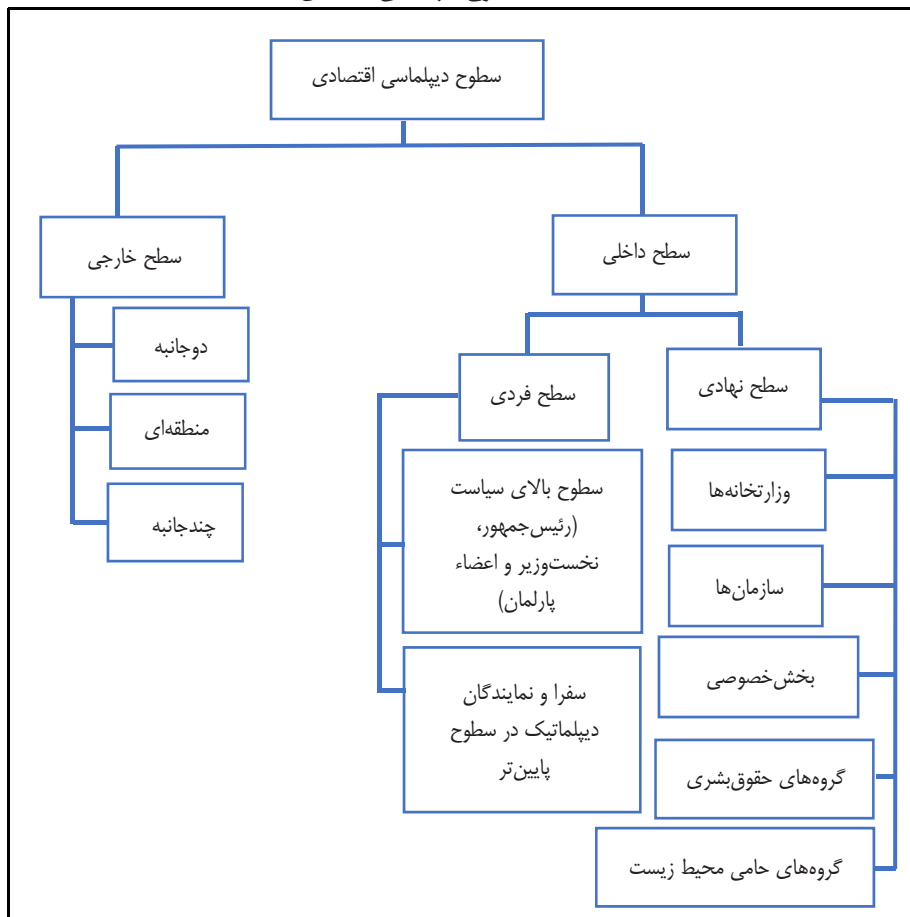 سطوح دیپلماسی اقتصادی
سطح داخلی
سطح خارجی
سطح نهادی
وزارتخانه‌ها
سازمان‌ها
بخش‌خصوصی
گروه‌های حقوق‌بشری
گروه‌های حامی محیط زیست
سطح فردی
سطوح بالای سیاست
(رئیس‌جمهور،
نخست‌وزیر و اعضاء
پارلمان)
سفرا و نمایندگان
دیپلماتیک در سطوح
پایین‌تر
دوجانبه
منطقه‌ای
چندجانبه